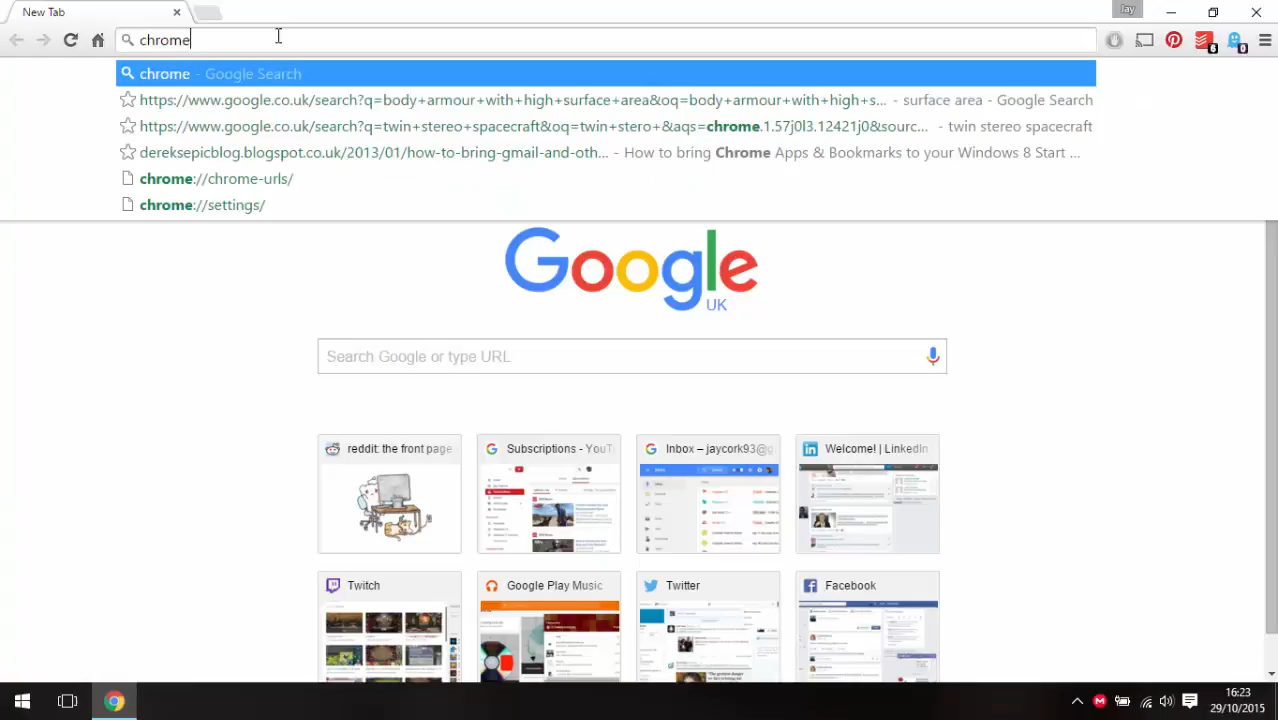 New Tab
Jay
chrome
chrome - Google Search
https://www.google.co.uk/search?q=body+armour+with+high+surface+area&oq=body+armour+with+high+s... - surface area - Google Search
https://www.google.co.uk/search?q=twin+stereo+spacecraft&oq=twin+stero+&aqs=chrome.1.57j0l3.12421j0&sourc... - twin stereo spacecraft
dereksepicblog.blogspot.co.uk/2013/01/how-to-bring-gmail-and-oth... - How to bring Chrome Apps & Bookmarks to your Windows 8 Start ...
chrome://chrome-urls/
chrome://settings/
6
0
Google
UK
Search Google or type URL
reddit: the front page
Subscriptions - YouT
Inbox – jaycork93@g
Welcome! | LinkedIn
Twitch
Google Play Music
Twitter
Facebook
16:23
29/10/2015